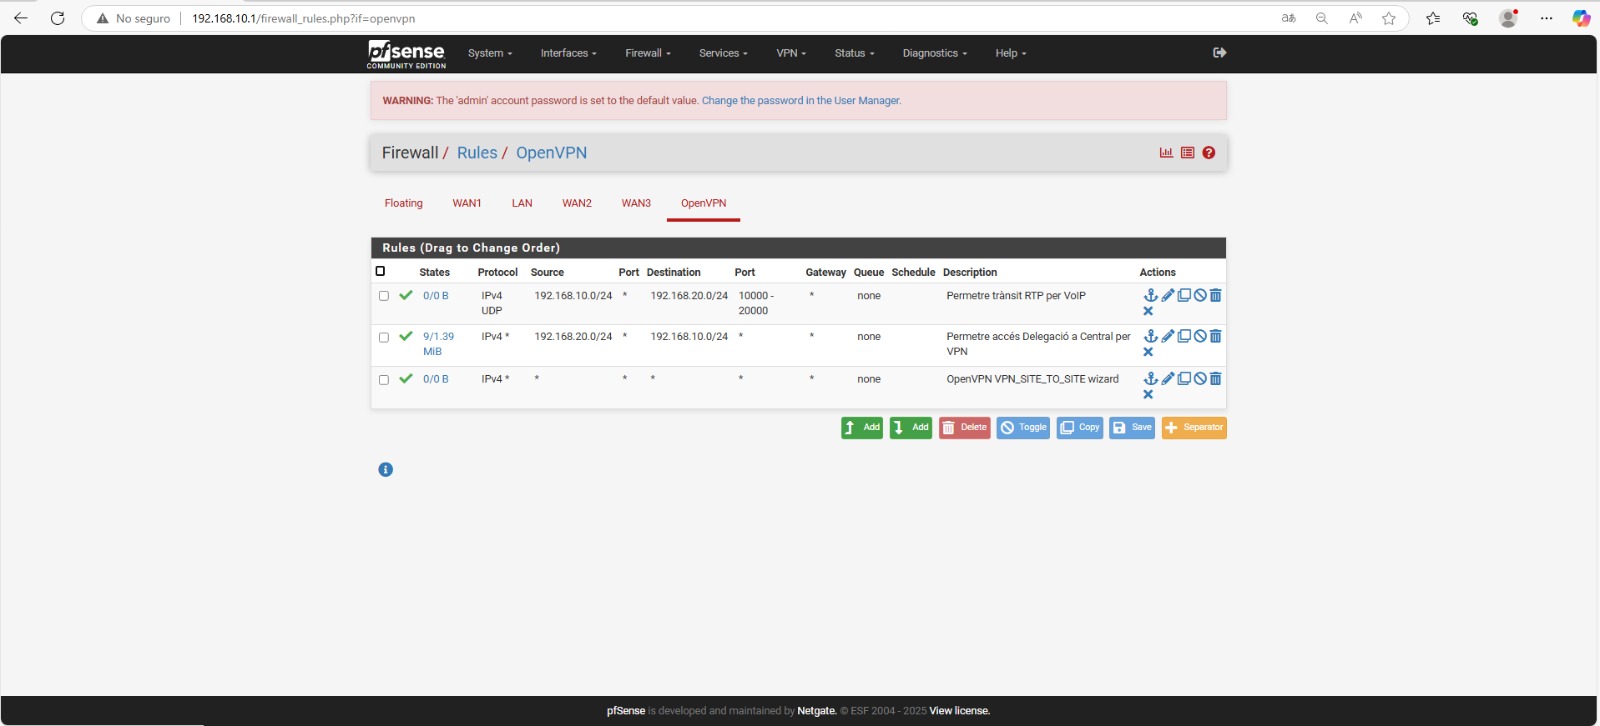 No seguro 192.168.10.1/firewall_rules.php?if=openvpn
pfsense COMMUNITY EDITION System Interfaces Firewall Services VPN Status Diagnostics Help
WARNING: The 'admin' account password is set to the default value. Change the password in the User Manager.
Firewall / Rules / OpenVPN
Floating WAN1 LAN WAN2 WAN3 OpenVPN
Rules (Drag to Change Order)
States Protocol Source Port Destination Port Gateway Queue Schedule Description Actions
0/0 B IPv4 UDP 192.168.10.0/24 * 192.168.20.0/24 10000 - 20000 * none Permetre trànsit RTP per VoIP
9/1.39 MiB IPv4 * 192.168.20.0/24 * 192.168.10.0/24 * * none Permetre accés Delegació a Central per VPN
0/0 B IPv4 * * * * * * none OpenVPN VPN_SITE_TO_SITE wizard
Add Add Delete Toggle Copy Save Separator
pfSense is developed and maintained by Netgate. © ESF 2004 - 2025 View license.